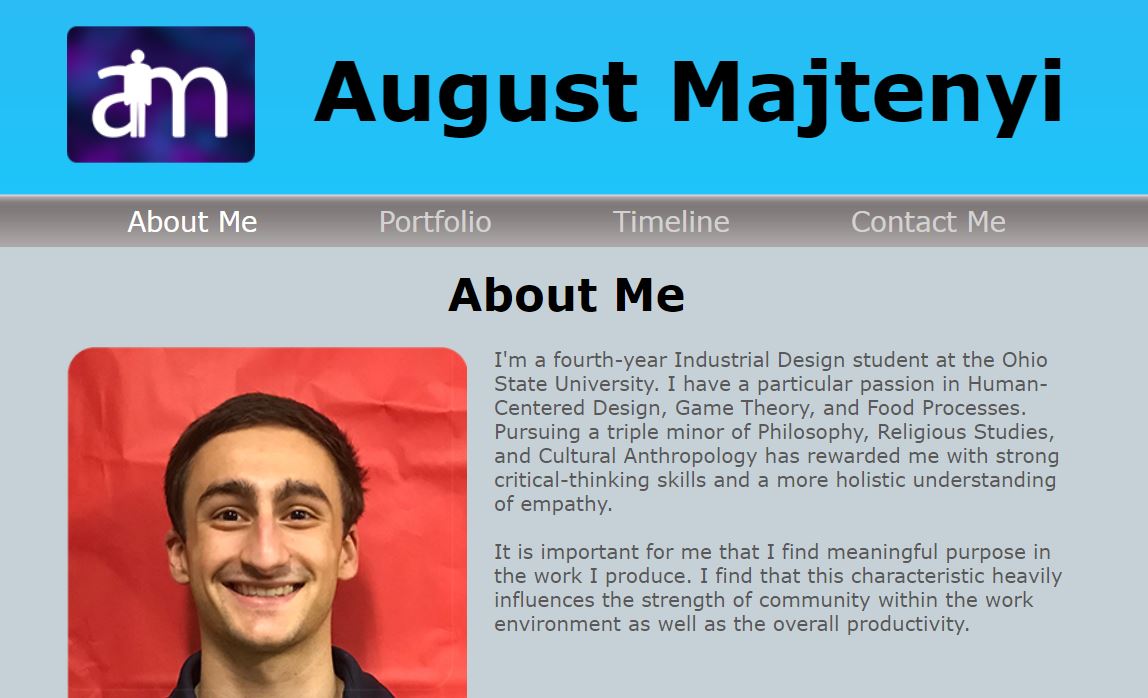 am
August Majtenyi
About Me
Portfolio
Timeline
Contact Me
About Me
I'm a fourth-year Industrial Design student at the Ohio
State University. I have a particular passion in Human-
Centered Design, Game Theory, and Food Processes.
Pursuing a triple minor of Philosophy, Religious Studies,
and Cultural Anthropology has rewarded me with strong
critical-thinking skills and a more holistic understanding
of empathy.
It is important for me that I find meaningful purpose in
the work I produce. I find that this characteristic heavily
influences the strength of community within the work
environment as well as the overall productivity.